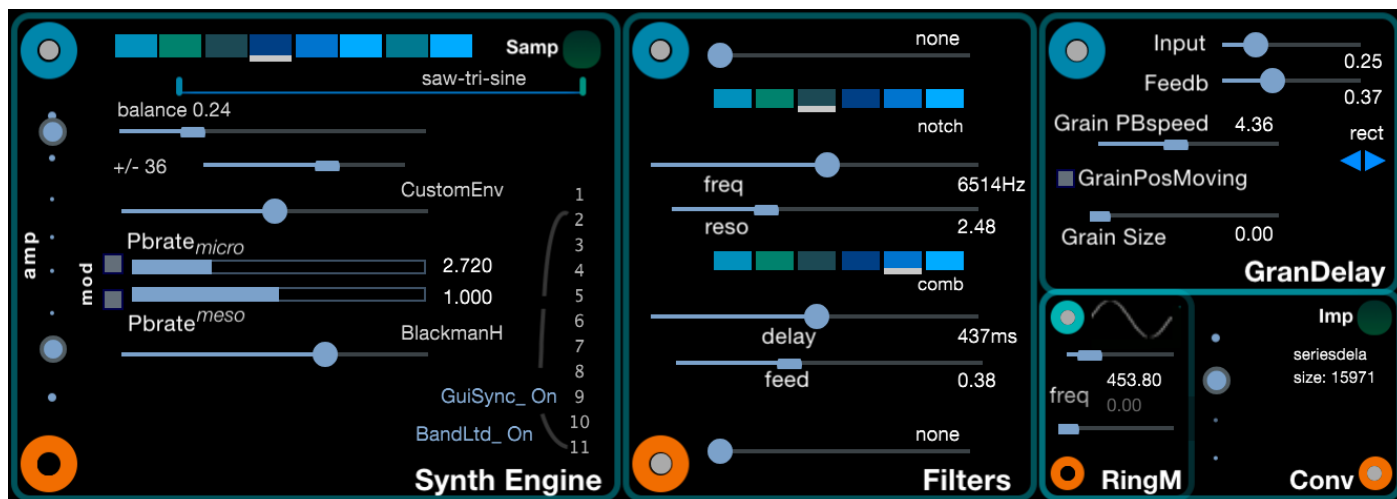 Samp
saw-tri-sine
balance 0.24
+/- 36
CustomEnv
amp
mod
Pbrate micro
2.720
1.000
Pbrate meso
BlackmanH
GuiSync_ On
BandLtd_ On
1
2
3
4
5
6
7
8
9
10
11
Synth Engine
none
notch
freq 6514Hz
reso 2.48
comb
delay 437ms
feed 0.38
none
Filters
Input 0.25
Feedb 0.37
Grain PBspeed 4.36
rect
GrainPosMoving
Grain Size 0.00
GranDelay
freq 453.80
0.00
RingM
Imp
seriesdela
size: 15971
Conv